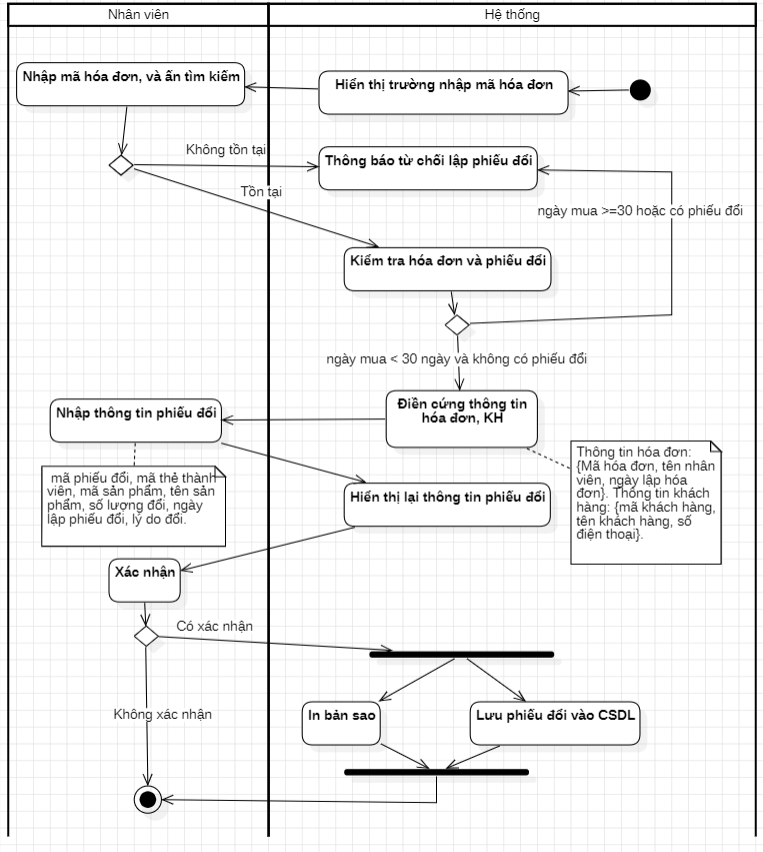 Nhân viên
Hệ thống
Nhập mã hóa đơn, và ấn tìm kiếm
Hiển thị trường nhập mã hóa đơn
Không tồn tại
Thông báo từ chối lập phiếu đổi
Tồn tại
ngày mua >=30 hoặc có phiếu đổi
Kiểm tra hóa đơn và phiếu đổi
ngày mua < 30 ngày và không có phiếu đổi
Nhập thông tin phiếu đổi
Điền cứng thông tin
hóa đơn, KH
mã phiếu đổi, mã thẻ thành
viên, mã sản phẩm, tên sản
phẩm, số lượng đổi, ngày
lập phiếu đổi, lý do đổi.
Thông tin hóa đơn:
{Mã hóa đơn, tên nhân
viên, ngày lập hóa
đơn}. Thông tin khách
hàng: {mã khách hàng,
tên khách hàng, số
điện thoại}.
Hiển thị lại thông tin phiếu đổi
Xác nhận
Có xác nhận
Không xác nhận
In bản sao
Lưu phiếu đổi vào CSDL